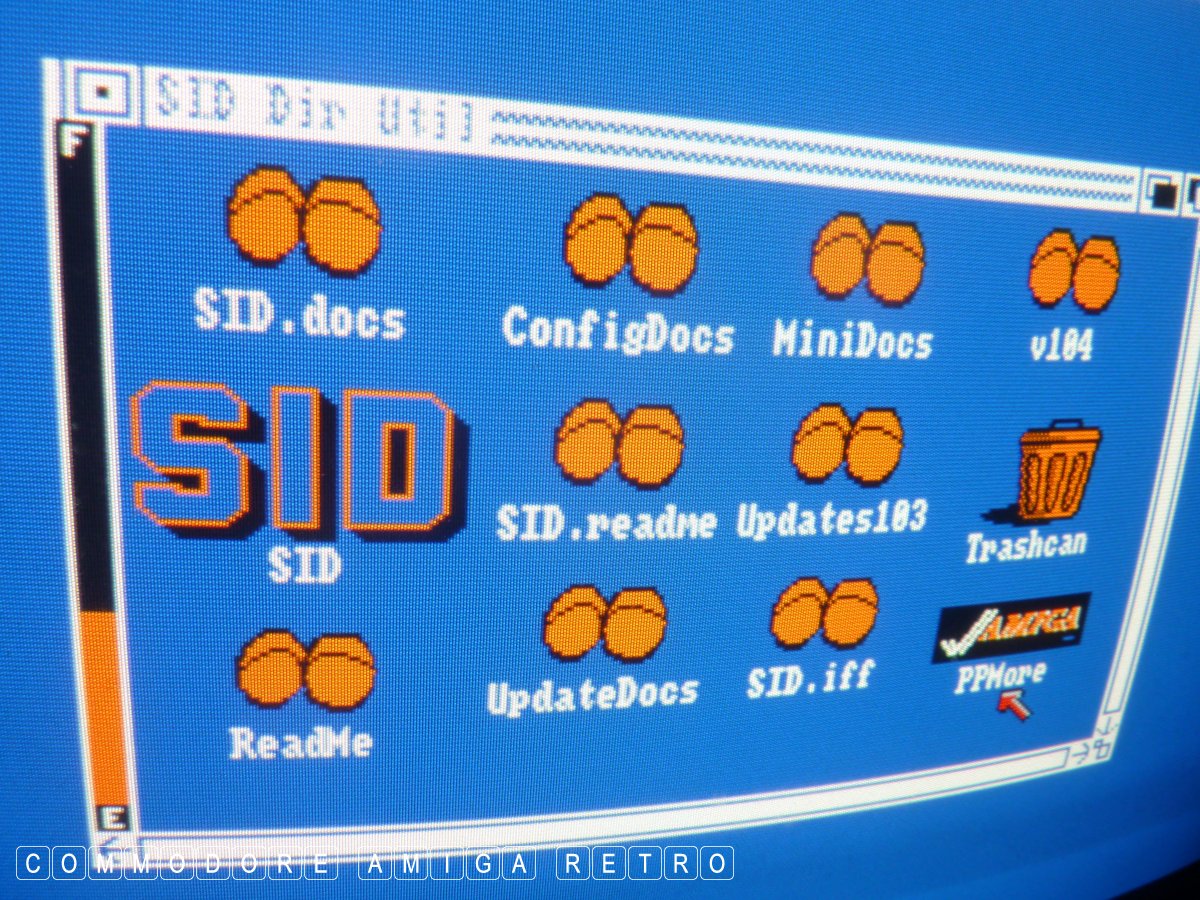 SID Dir Util
F
SID.docs
ConfigDocs
MiniDocs
v104
SID
SID
SID.readme
Updates103
Trashcan
AMIGA
PPMore
ReadMe
UpdateDocs
SID.iff
E
COMMODORE AMIGA RETRO